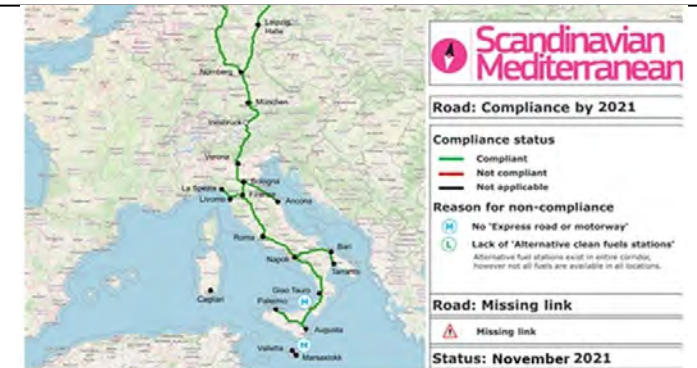 Scandinavian
Mediterranean
Road: Compliance by 2021
Compliance status
Compliant
Not compliant
Not applicable
Reason for non-compliance
M No 'Express road or motorway'
L Lack of 'Alternative clean fuels stations'
Alternative fuel stations exist in entire corridor,
however not all fuels are available in all locations.
Road: Missing link
Missing link
Status: November 2021
Leipzig,
Halle
Nürnberg
München
Innsbruck
Verona
Bologna
La Spezia
Firenze
Livorno
Ancona
Roma
Bari
Napoli
Taranto
Gioa Tauro
Palermo
M
Cagliari
Augusta
M
Valletta
Marsaxlokk